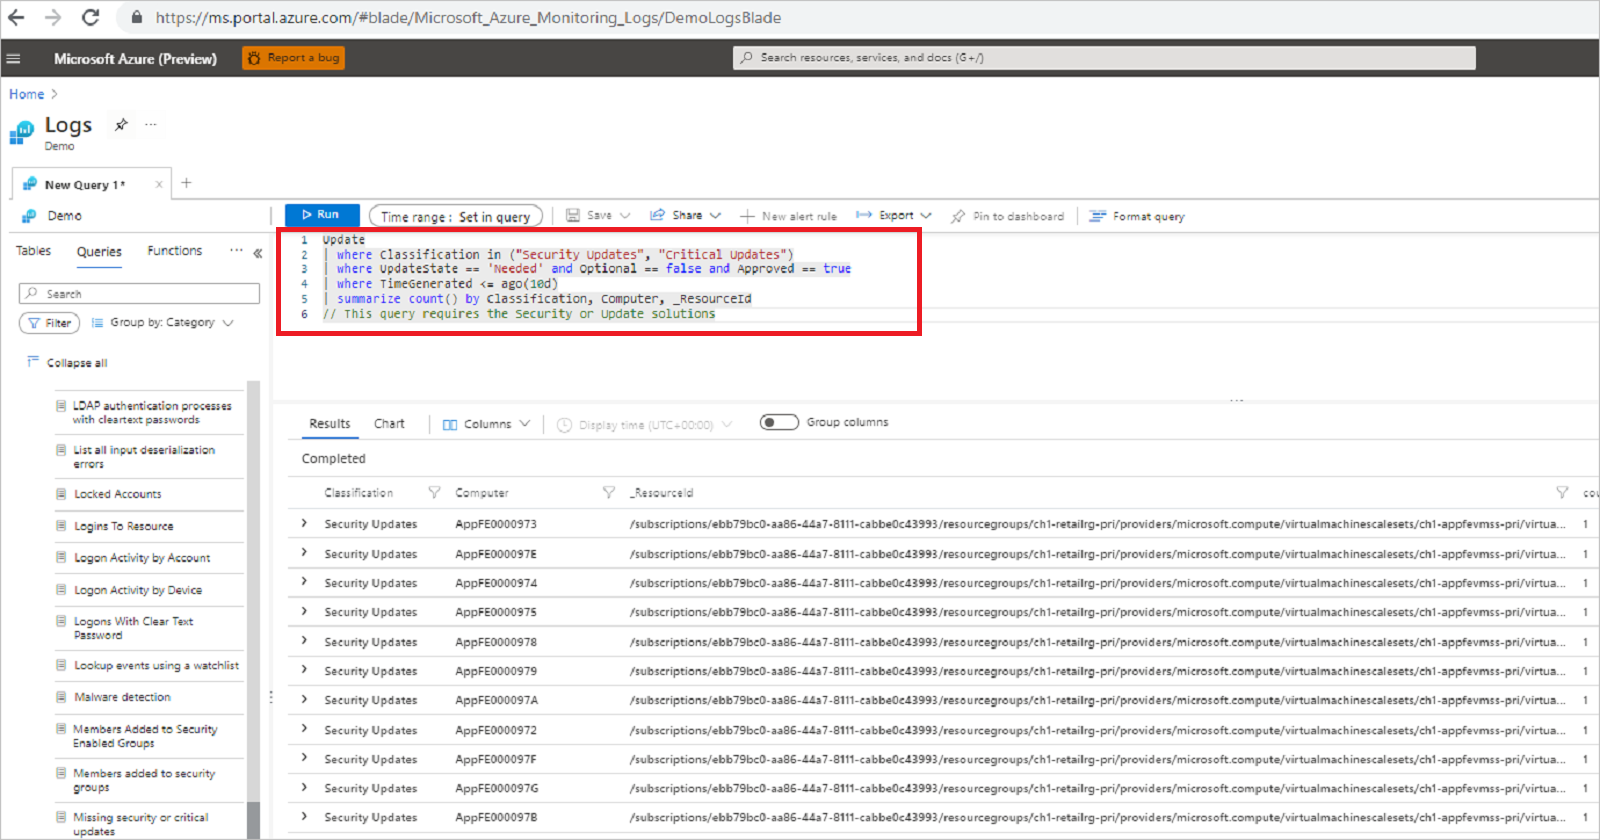 https://ms.portal.azure.com/#blade/Microsoft_Azure_Monitoring_Logs/DemoLogsBlade
Microsoft Azure (Preview)
Report a bug
Search resources, services, and docs (G+/)
Home
Logs
Demo
New Query 1*
Demo
Run
Time range : Set in query
Save
Share
New alert rule
Export
Pin to dashboard
Format query
Tables
Queries
Functions
Search
Filter
Group by: Category
Collapse all
LDAP authentication processes
with cleartext passwords
List all input deserialization
errors
Locked Accounts
Logins To Resource
Logon Activity by Account
Logon Activity by Device
Logons With Clear Text
Password
Lookup events using a watchlist
Malware detection
Members Added to Security
Enabled Groups
Members added to security
groups
Missing security or critical
updates
1 Update
2 | where Classification in ("Security Updates", "Critical Updates")
3 | where UpdateState == 'Needed' and Optional == false and Approved == true
4 | where TimeGenerated <= ago(10d)
5 | summarize count() by Classification, Computer, _ResourceId
6 // This query requires the Security or Update solutions
Results
Chart
Columns
Display time (UTC+00:00)
Group columns
Completed
Classification Computer _ResourceId cou
Security Updates AppFE0000973 /subscriptions/ebb79bc0-aa86-44a7-8111-cabbe0c43993/resourcegroups/ch1-retailrg-pri/providers/microsoft.compute/virtualmachinescalesets/ch1-appfevmss-pri/virtua... 1
Security Updates AppFE000097E /subscriptions/ebb79bc0-aa86-44a7-8111-cabbe0c43993/resourcegroups/ch1-retailrg-pri/providers/microsoft.compute/virtualmachinescalesets/ch1-appfevmss-pri/virtua... 1
Security Updates AppFE0000974 /subscriptions/ebb79bc0-aa86-44a7-8111-cabbe0c43993/resourcegroups/ch1-retailrg-pri/providers/microsoft.compute/virtualmachinescalesets/ch1-appfevmss-pri/virtua... 1
Security Updates AppFE0000975 /subscriptions/ebb79bc0-aa86-44a7-8111-cabbe0c43993/resourcegroups/ch1-retailrg-pri/providers/microsoft.compute/virtualmachinescalesets/ch1-appfevmss-pri/virtua... 1
Security Updates AppFE0000978 /subscriptions/ebb79bc0-aa86-44a7-8111-cabbe0c43993/resourcegroups/ch1-retailrg-pri/providers/microsoft.compute/virtualmachinescalesets/ch1-appfevmss-pri/virtua... 1
Security Updates AppFE0000979 /subscriptions/ebb79bc0-aa86-44a7-8111-cabbe0c43993/resourcegroups/ch1-retailrg-pri/providers/microsoft.compute/virtualmachinescalesets/ch1-appfevmss-pri/virtua... 1
Security Updates AppFE000097A /subscriptions/ebb79bc0-aa86-44a7-8111-cabbe0c43993/resourcegroups/ch1-retailrg-pri/providers/microsoft.compute/virtualmachinescalesets/ch1-appfevmss-pri/virtua... 1
Security Updates AppFE0000972 /subscriptions/ebb79bc0-aa86-44a7-8111-cabbe0c43993/resourcegroups/ch1-retailrg-pri/providers/microsoft.compute/virtualmachinescalesets/ch1-appfevmss-pri/virtua... 1
Security Updates AppFE000097F /subscriptions/ebb79bc0-aa86-44a7-8111-cabbe0c43993/resourcegroups/ch1-retailrg-pri/providers/microsoft.compute/virtualmachinescalesets/ch1-appfevmss-pri/virtua... 1
Security Updates AppFE000097G /subscriptions/ebb79bc0-aa86-44a7-8111-cabbe0c43993/resourcegroups/ch1-retailrg-pri/providers/microsoft.compute/virtualmachinescalesets/ch1-appfevmss-pri/virtua... 1
Security Updates AppFE000097B /subscriptions/ebb79bc0-aa86-44a7-8111-cabbe0c43993/resourcegroups/ch1-retailrg-pri/providers/microsoft.compute/virtualmachinescalesets/ch1-appfevmss-pri/virtua... 1